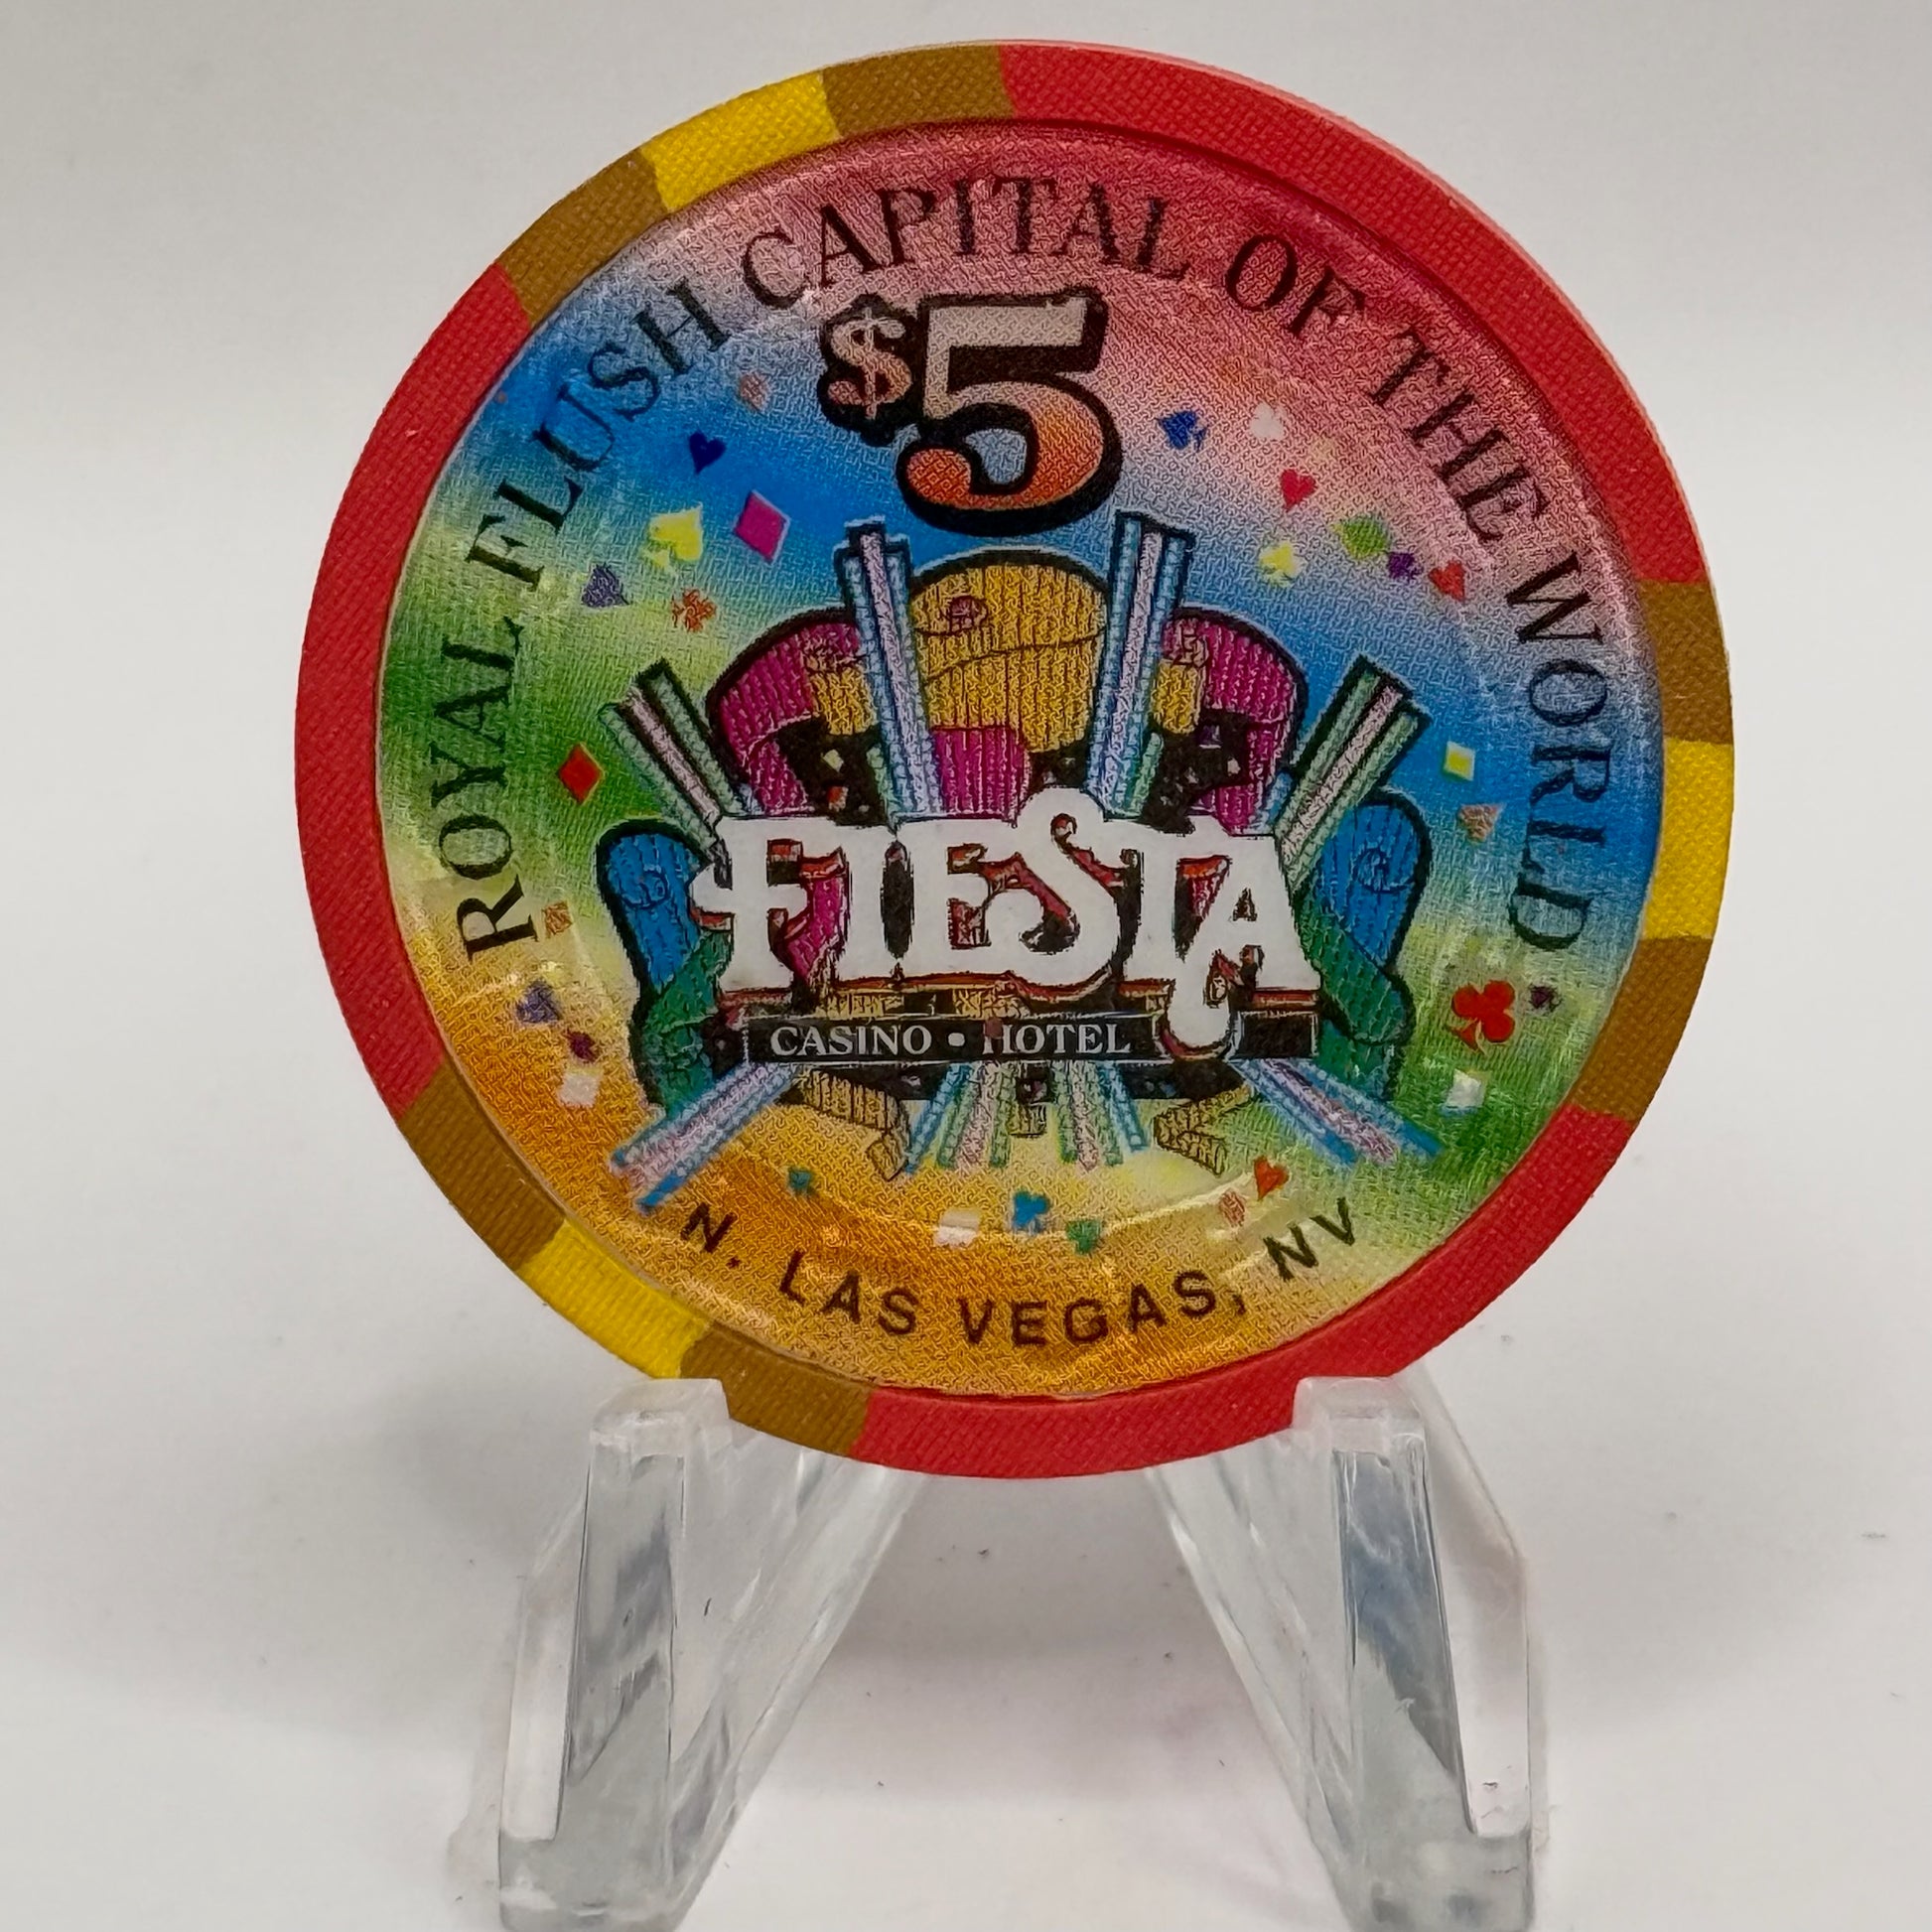 ROYAL FLUSH CAPITAL OF THE WORLD
$5
FIESTA
CASINO • HOTEL
N. LAS VEGAS, NV